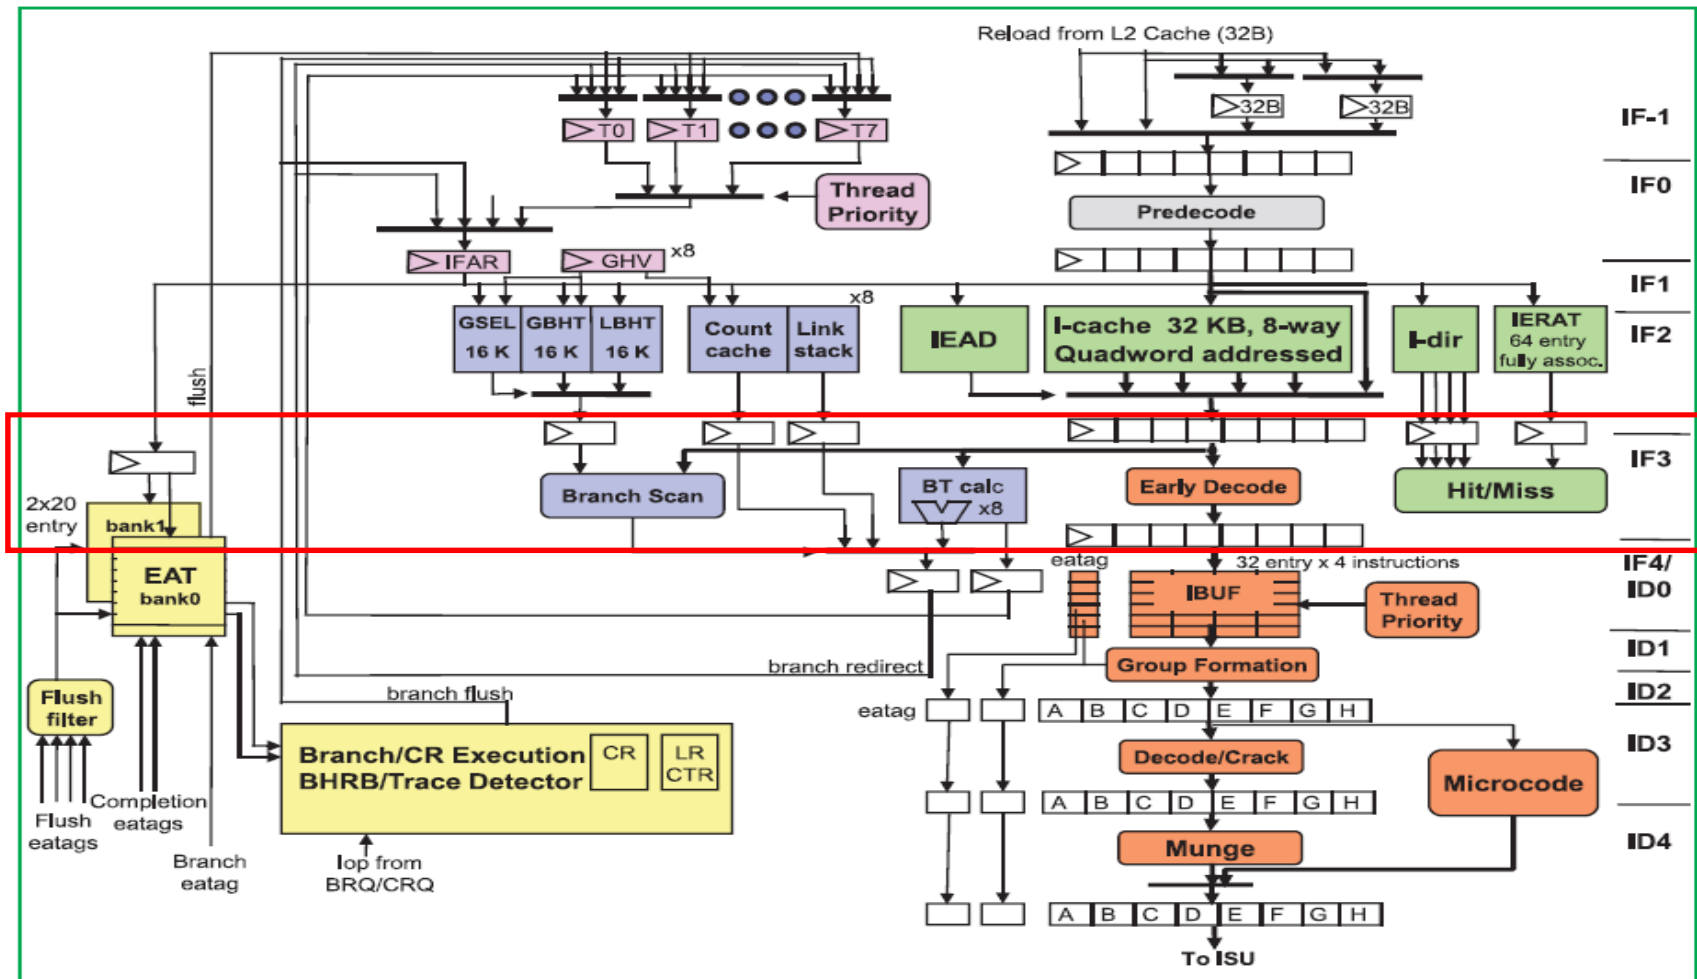 Reload from L2 Cache (32B)
32B
32B
IF-1
T0
T1
T7
IF0
Thread
Priority
Predecode
IFAR
GHV
x8
IF1
flush
GSEL
16 K
GBHT
16 K
LBHT
16 K
x8
Count
cache
Link
stack
IEAD
I-cache 32 KB, 8-way
Quadword addressed
I-dir
IERAT
64 entry
fully assoc.
IF2
IF3
Branch Scan
BT calc
x8
Early Decode
Hit/Miss
2x20
entry
bank1
EAT
bank0
eatag
32 entry x 4 instructions
IBUF
Thread
Priority
IF4/
ID0
branch redirect
Group Formation
ID1
branch flush
Flush
filter
eatag
A B C D E F G H
ID2
Branch/CR Execution
BHRB/Trace Detector
CR
LR
CTR
Decode/Crack
Microcode
ID3
Completion
eatags
Flush
eatags
A B C D E F G H
Branch
eatag
Iop from
BRQ/CRQ
Munge
ID4
A B C D E F G H
To ISU